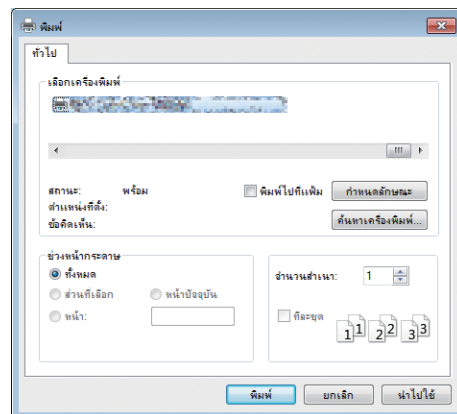 พิมพ์
ทั่วไป
เลือกเครื่องพิมพ์
สถานะ: พร้อม
พิมพ์ไปที่แฟ้ม
กำหนดลักษณะ
ตำแหน่งที่ตั้ง:
ข้อคิดเห็น:
ค้นหาเครื่องพิมพ์...
ช่วงหน้ากระดาษ
ทั้งหมด
ส่วนที่เลือก หน้าปัจจุบัน
หน้า:
จำนวนสำเนา: 1
ทีละชุด
11 22 33
พิมพ์ ยกเลิก นำไปใช้